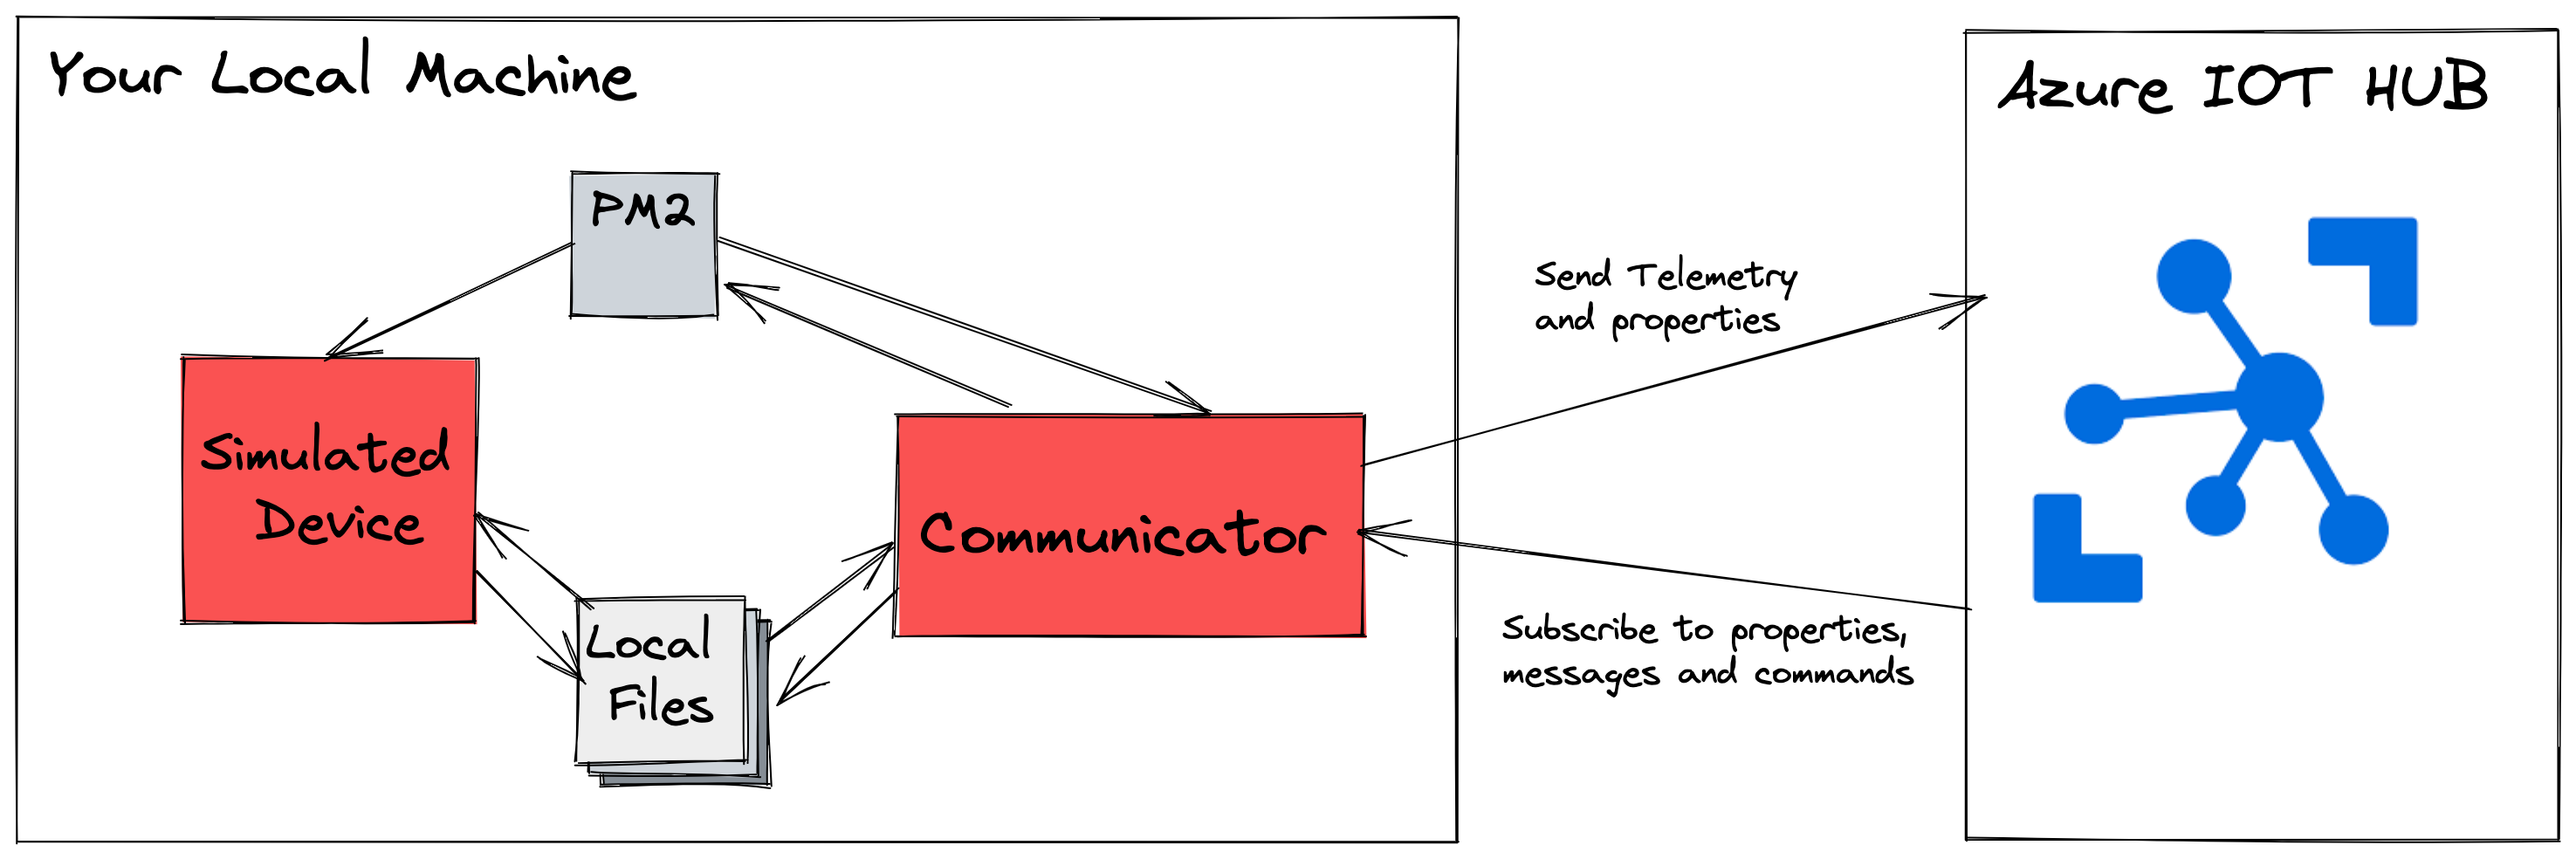 Your Local Machine
Azure IOT HUB
PM2
Send Telemetry
and properties
Simulated
Device
Communicator
Local
Files
Subscribe to properties,
messages and commands